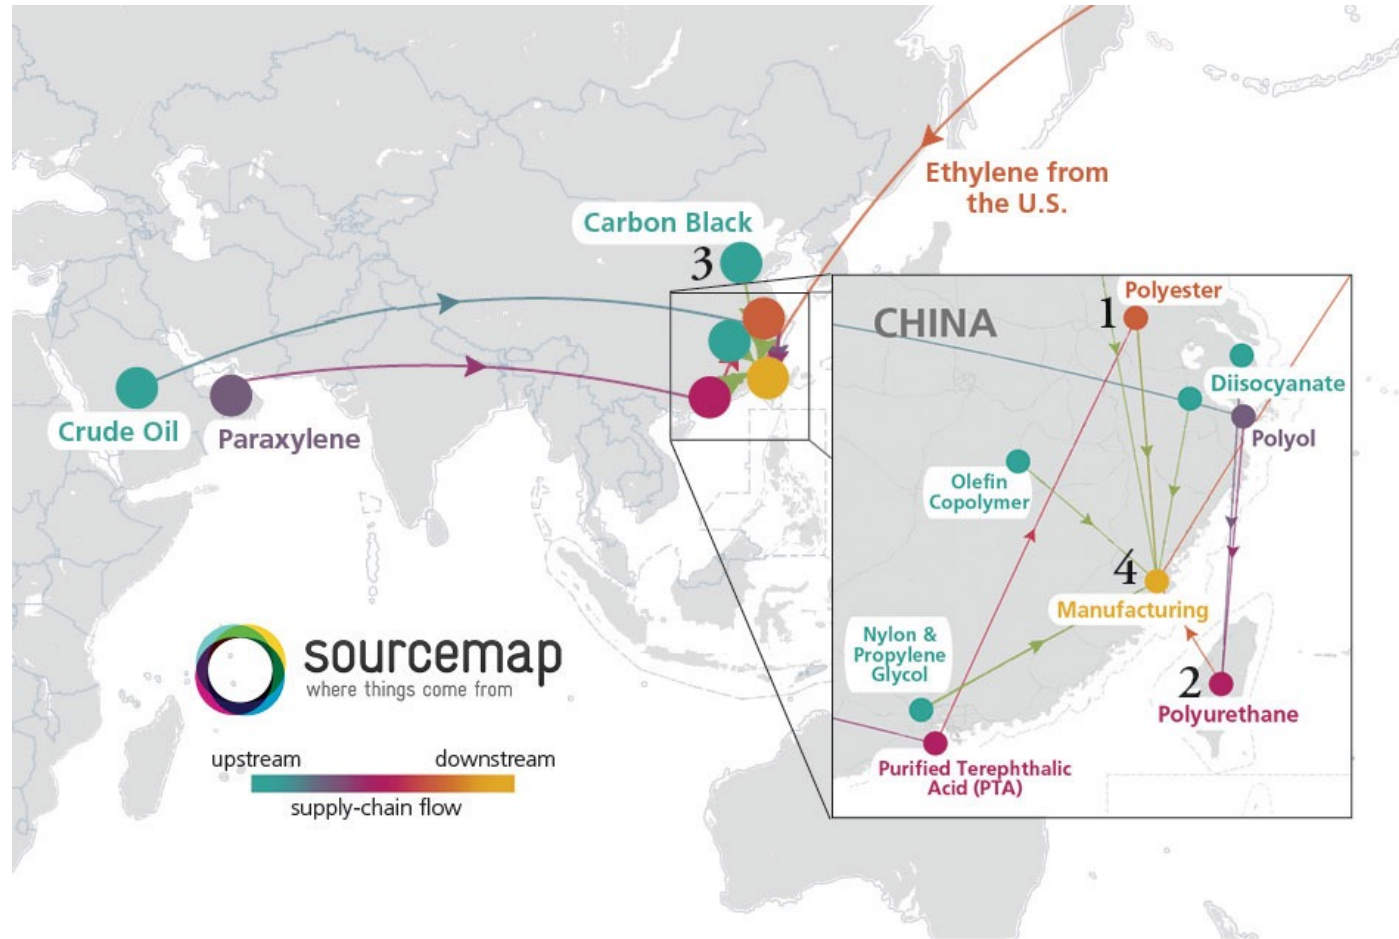 Ethylene from
the U.S.
Carbon Black
3
CHINA
1
Polyester
Diisocyanate
Polyol
Crude Oil
Paraxylene
Olefin
Copolymer
4
Manufacturing
Nylon &
Propylene
Glycol
2
Polyurethane
Purified Terephthalic
Acid (PTA)
sourcemap
where things come from
upstream
downstream
supply-chain flow